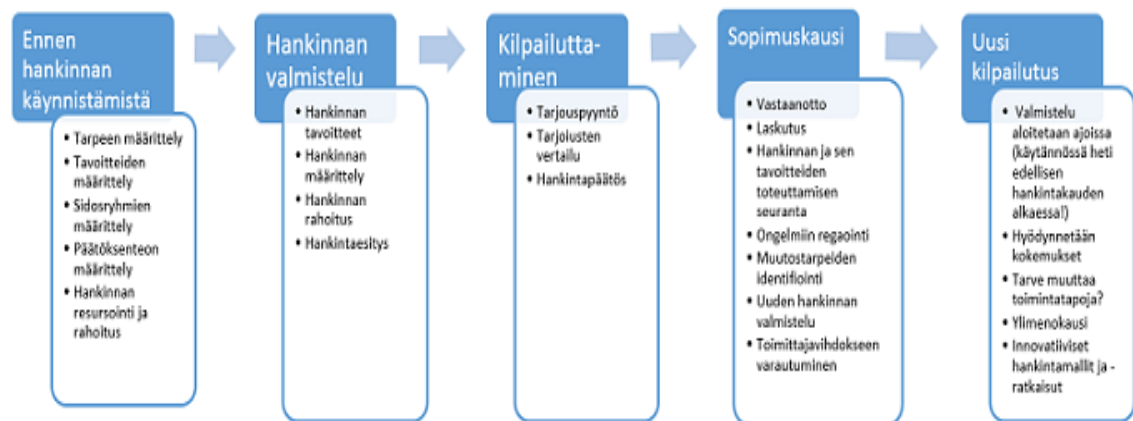 Ennen
hankinnan
käynnistämistä
• Tarpeen määrittely
• Tavoitteiden
määrittely
• Sidosryhmien
määrittely
• Päätöksenteon
määrittely
• Hankinnan
resursointi ja
rahoitus
Hankinnan
valmistelu
• Hankinnan
tavoitteet
• Hankinnan
määrittely
• Hankinnan
rahoitus
• Hankintaesitys
Kilpailutta-
minen
• Tarjouspyyntö
• Tarjoiusten
vertailu
• Hankintapäätös
Sopimuskausi
• Vastaanotto
• Laskutus
• Hankinnan ja sen
tavoitteiden
toteuttamisen
seuranta
• Ongelmiin regaointi
• Muutostarpeiden
identifiointi
• Uuden hankinnan
valmistelu
• Toimittajavihdokseen
varautuminen
Uusi
kilpailutus
• Valmistelu
aloitetaan ajoissa
(käytännössä heti
edellisen
hankintakauden
alkaessa!)
• Hyödynnetään
kokemukset
• Tarve muuttaa
toimintatapoja?
• Ylimenokausi
• Innovatiiviset
hankintamallit ja -
ratkaisut